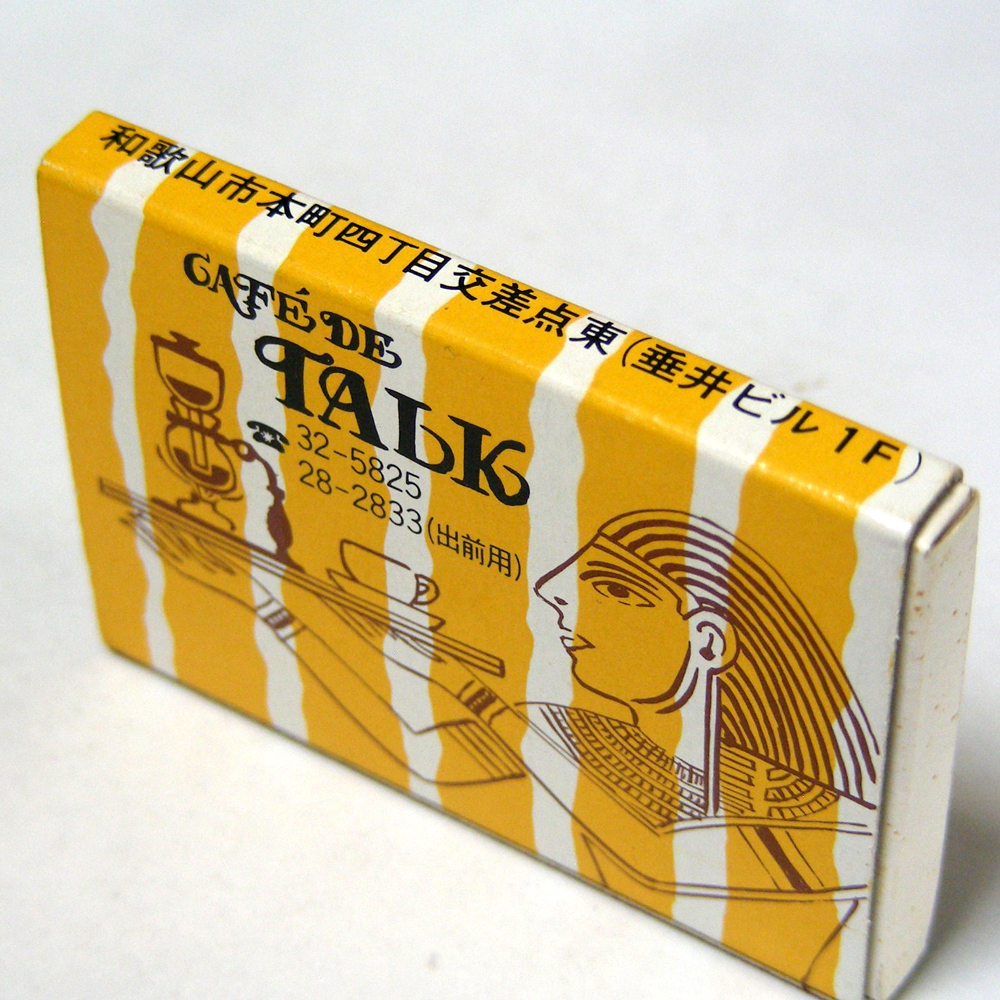 和歌山市本町四丁目交差点東(垂井ビル1F)
CAFÉ DE
TALK
☎32-5825
28-2833(出前用)